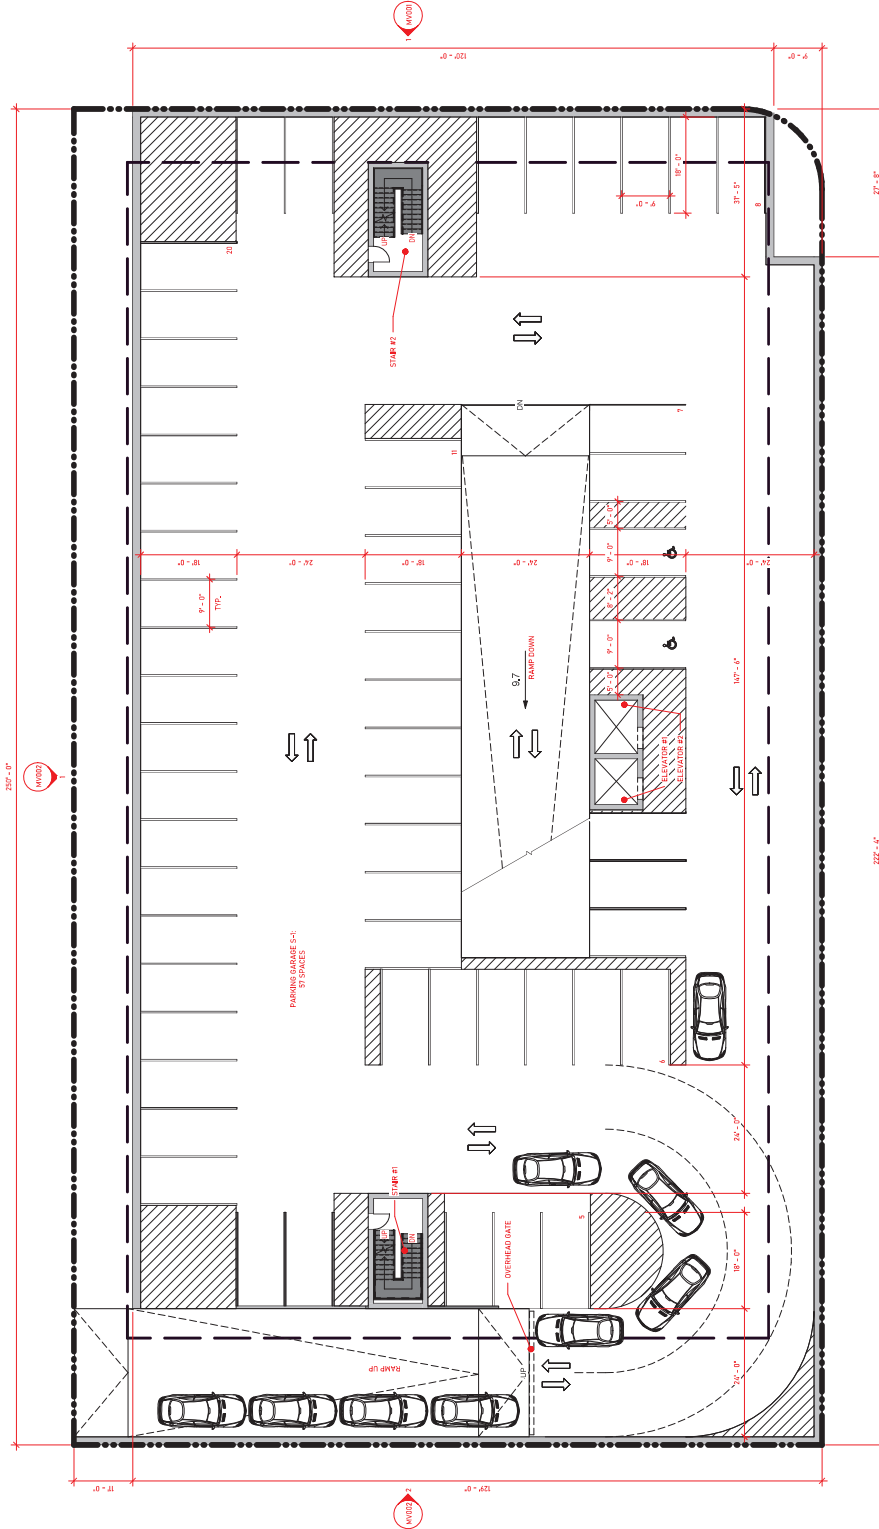 MV001
1
120' - 0"
9' - 0"
250' - 0"
MV002
1
27' - 8"
18' - 0"
9' - 0"
31' - 5"
8
20
UP
DN
STAIR #2
DN
11
7
5' - 0"
9' - 0"
8' - 2"
9' - 0"
5' - 0"
18' - 0"
24' - 0"
18' - 0"
24' - 0"
18' - 0"
24' - 0"
9' - 0"
TYP.
9.7
RAMP DOWN
147' - 6"
ELEVATOR #1
ELEVATOR #2
222' - 4"
PARKING GARAGE S-1:
57 SPACES
6
24' - 0"
STAIR #1
UP
DN
5
OVERHEAD GATE
18' - 0"
RAMP UP
UP
24' - 0"
11' - 0"
129' - 0"
MV002
2